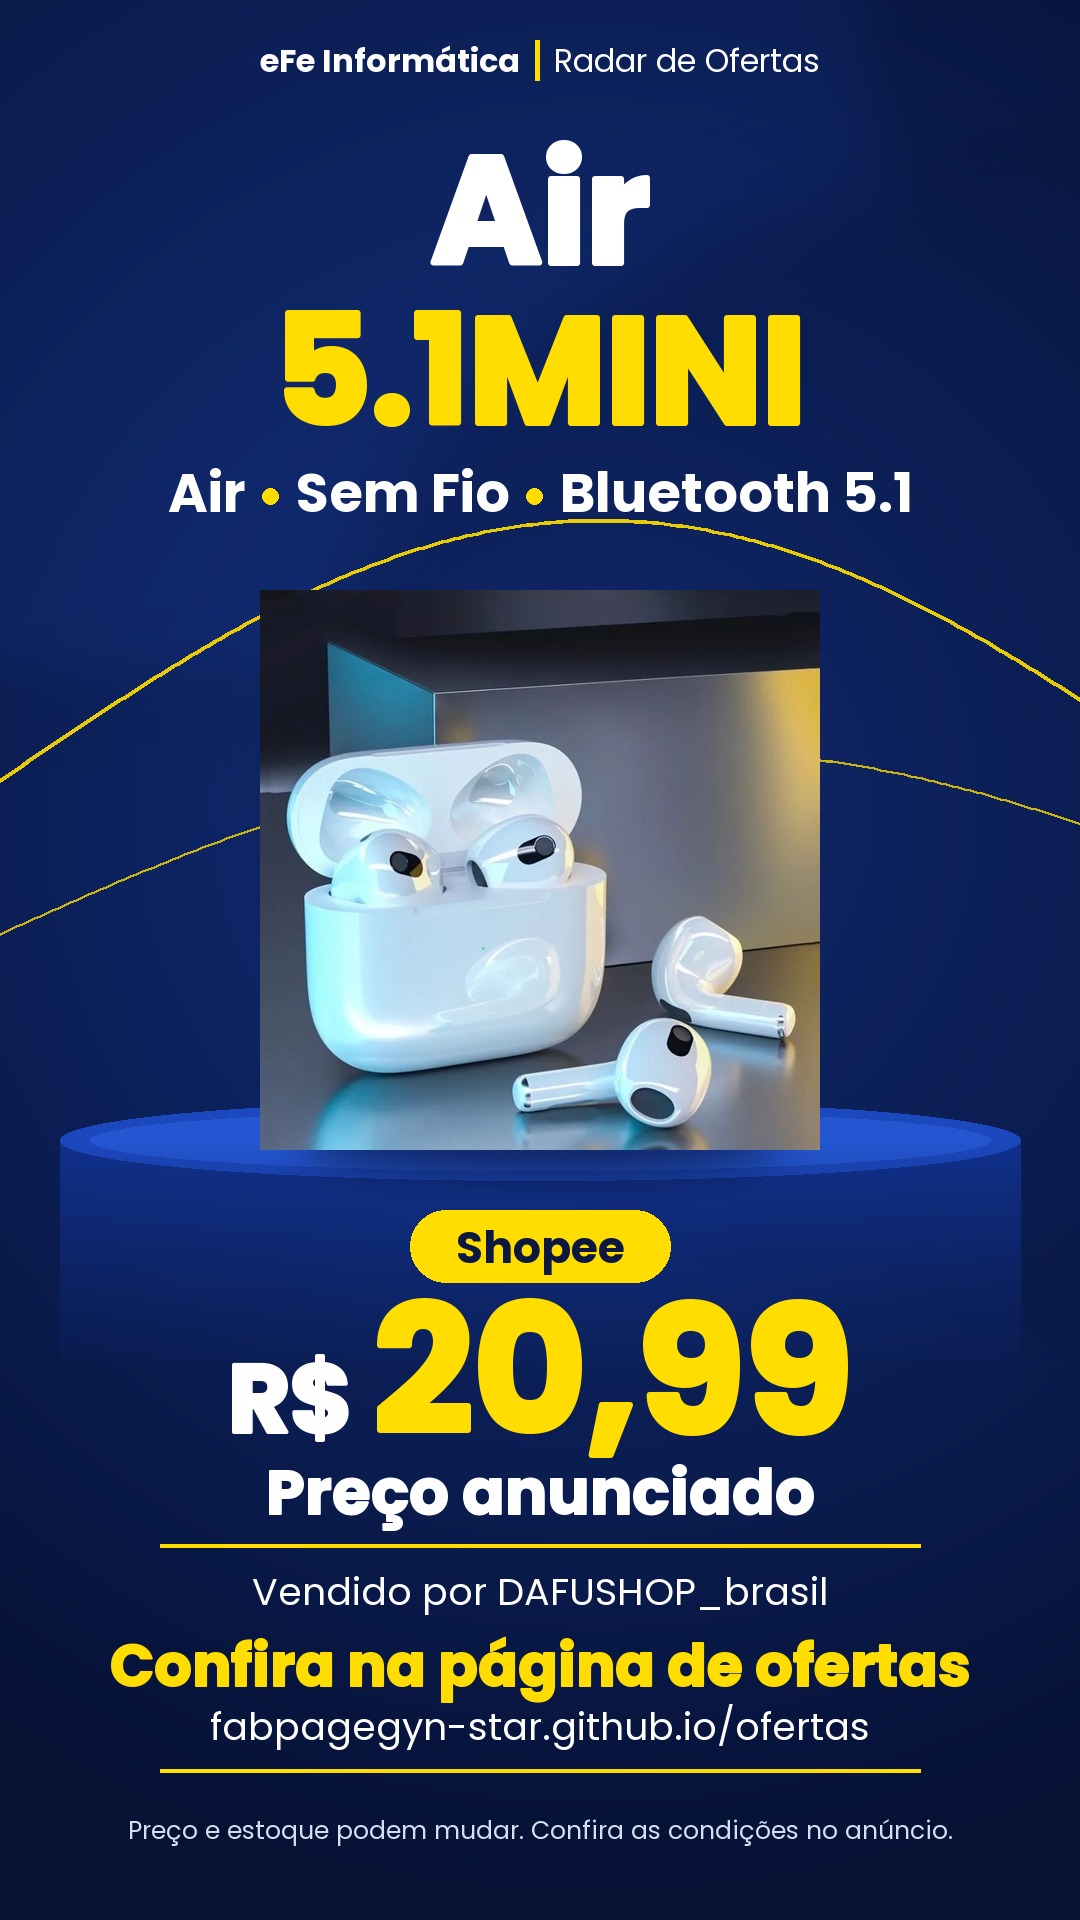 eFe Informática | Radar de Ofertas
Air
5.1MINI
Air • Sem Fio • Bluetooth 5.1
Shopee
R$ 20,99
Preço anunciado
Vendido por DAFUSHOP_brasil
Confira na página de ofertas
fabpagegyn-star.github.io/ofertas
Preço e estoque podem mudar. Confira as condições no anúncio.